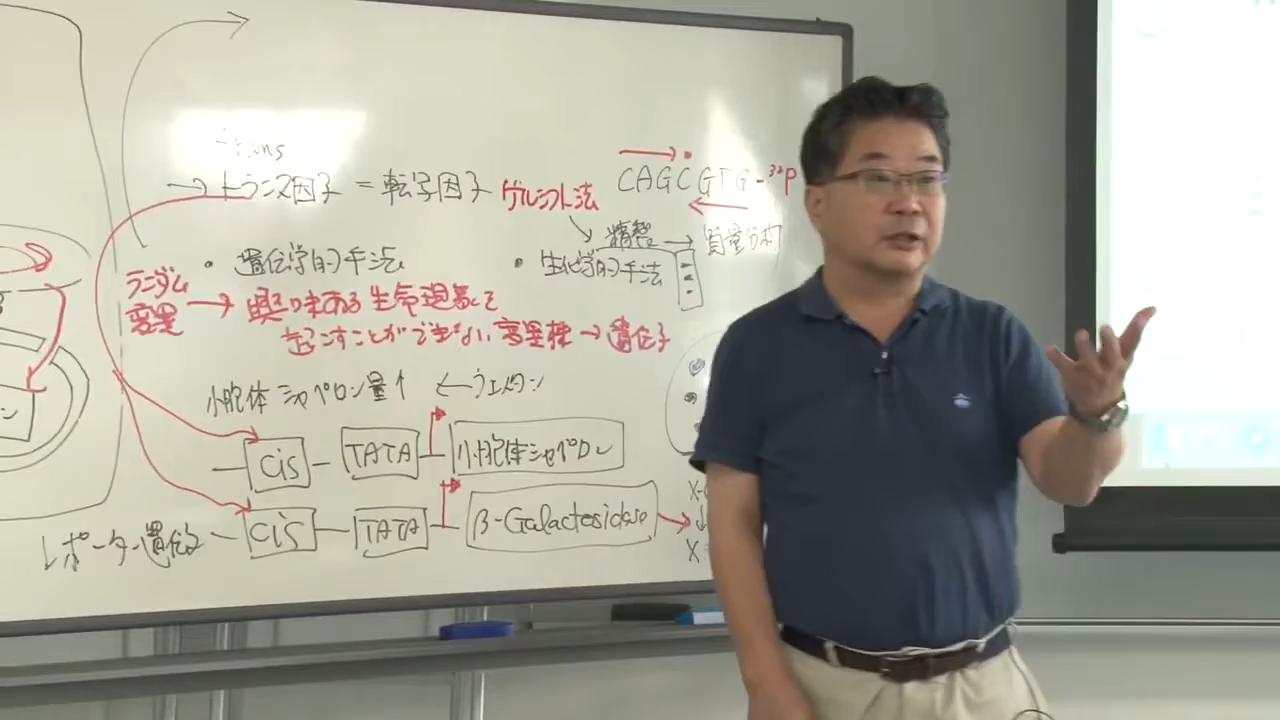 trans
→ トランス因子 = 転写因子
ゲルシフト法
CAGCGTG-³²P
精製 → 質量分析
・遺伝学的手法
・生化学的手法
ランダム変異 → 興味ある生命現象を
起こすことができない変異株 → 遺伝子
小胞体シャペロン量↑ ← ウエスタン
cis TATA 小胞体シャペロン
レポーター遺伝子 cis TATA β-Galactosidase →
X-
↓
X-
ン